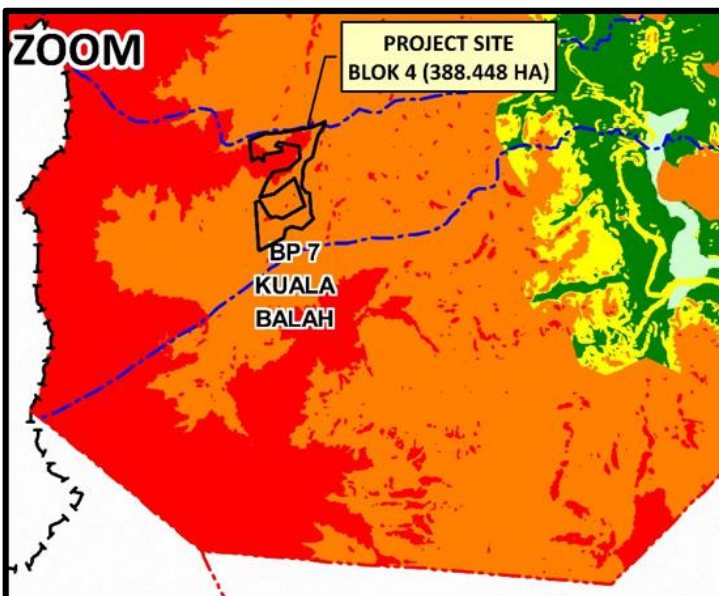 ZOOM
PROJECT SITE
BLOK 4 (388.448 HA)
BP 7
KUALA
BALAH